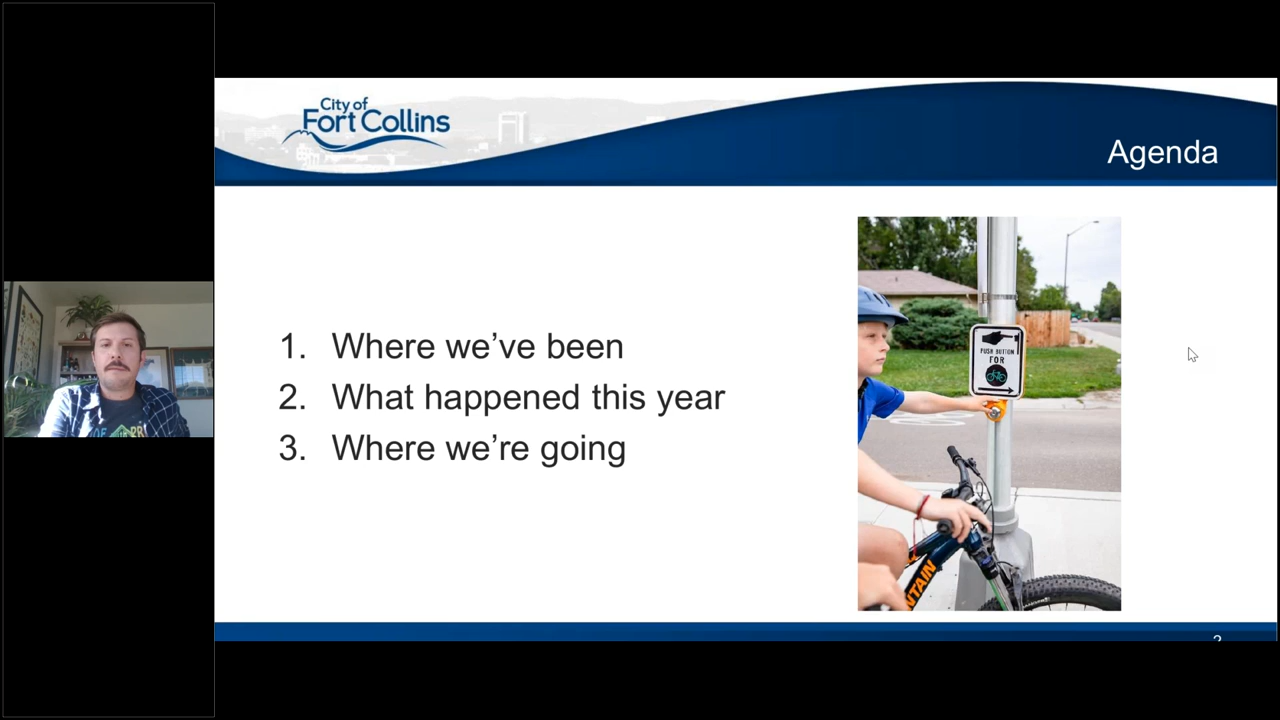 City of
Fort Collins
Agenda
1. Where we’ve been
2. What happened this year
3. Where we’re going
PUSH BUTTON
FOR
NTAIN